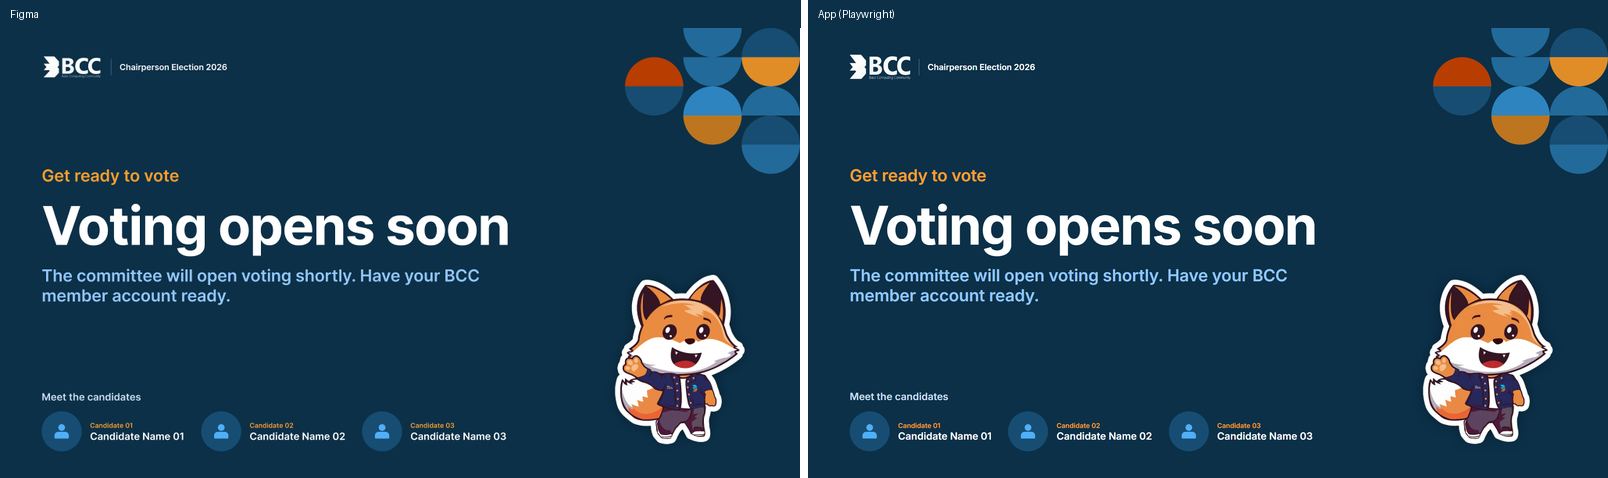 Figma
BCC
Chairperson Election 2026
Get ready to vote
Voting opens soon
The committee will open voting shortly. Have your BCC
member account ready.
Meet the candidates
Candidate 01
Candidate Name 01
Candidate 02
Candidate Name 02
Candidate 03
Candidate Name 03
App (Playwright)
BCC
Chairperson Election 2026
Get ready to vote
Voting opens soon
The committee will open voting shortly. Have your BCC
member account ready.
Meet the candidates
Candidate 01
Candidate Name 01
Candidate 02
Candidate Name 02
Candidate 03
Candidate Name 03